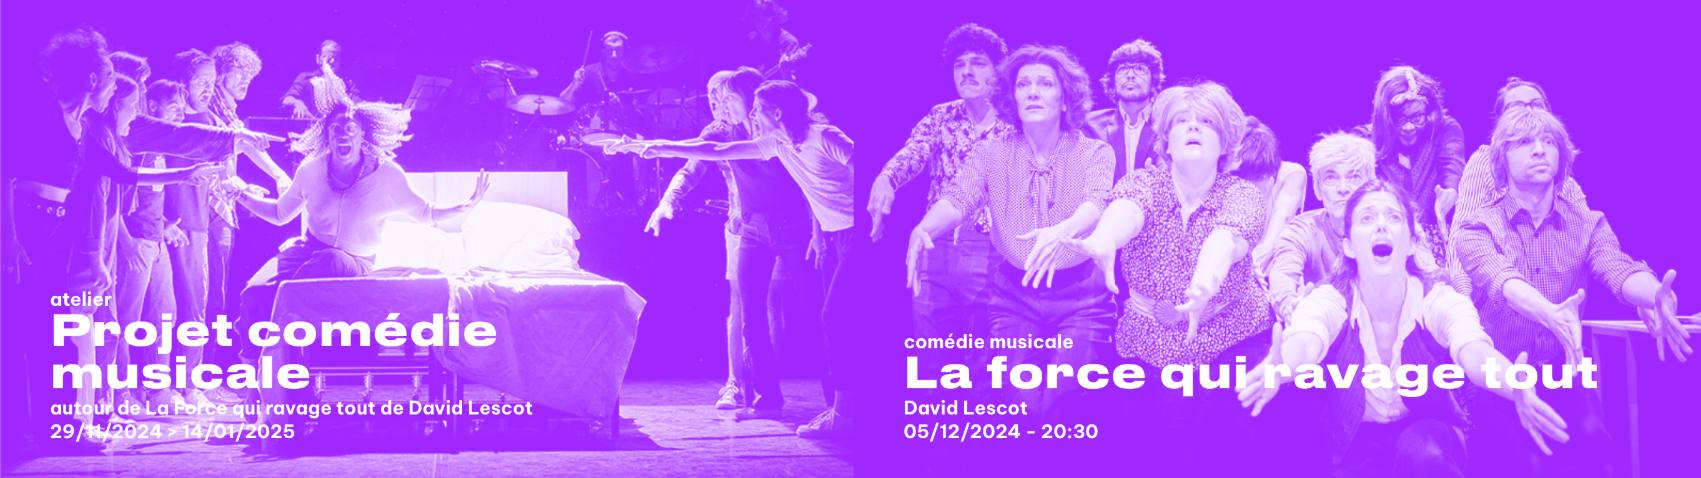 atelier
Projet comédie
musicale
autour de La Force qui ravage tout de David Lescot
29/11/2024 > 14/01/2025
comédie musicale
La force qui ravage tout
David Lescot
05/12/2024 - 20:30